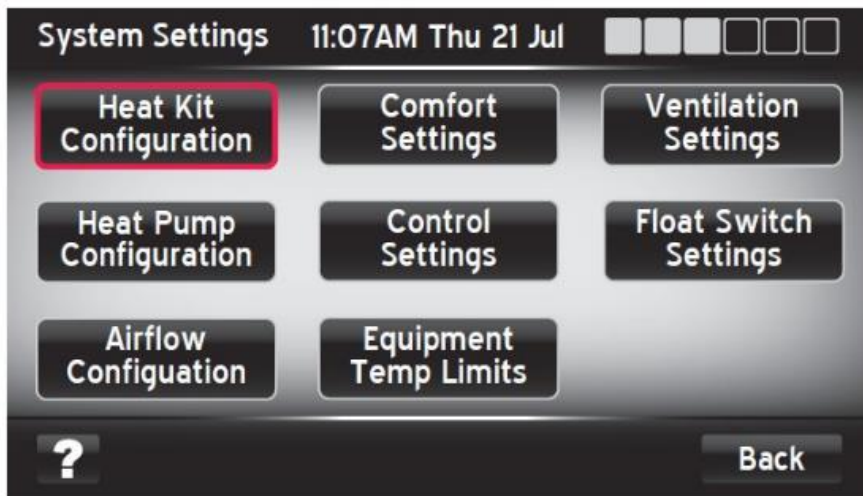 System Settings 11:07AM Thu 21 Jul
Heat Kit
Configuration
Comfort
Settings
Ventilation
Settings
Heat Pump
Configuration
Control
Settings
Float Switch
Settings
Airflow
Configuation
Equipment
Temp Limits
?
Back